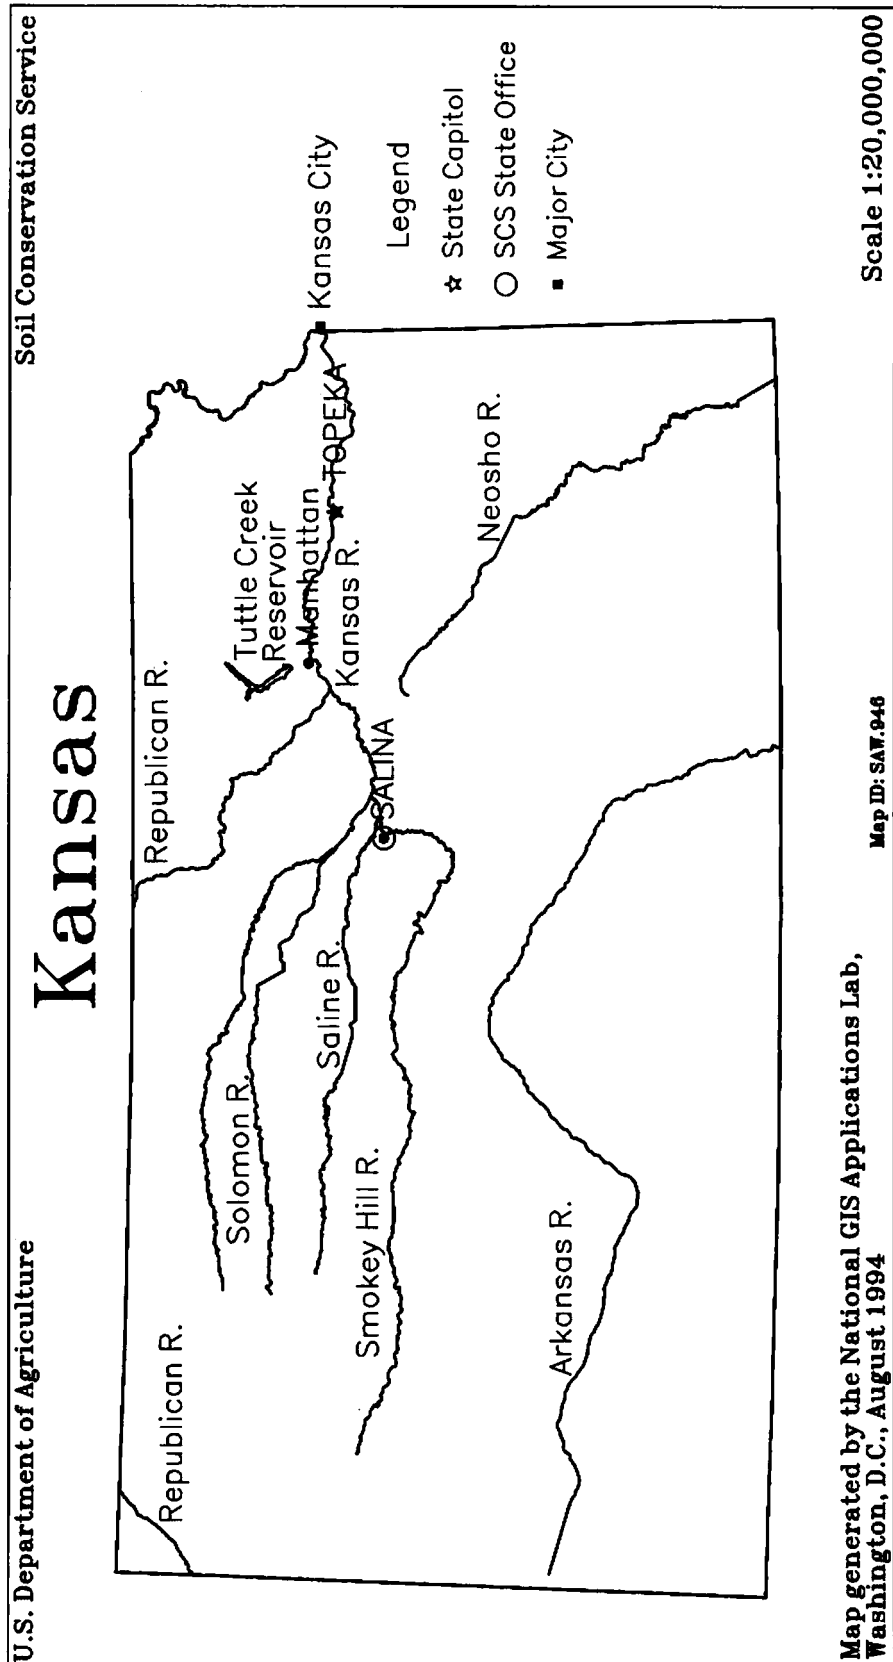 U.S. Department of Agriculture
Soil Conservation Service
Kansas
Republican R.
Republican R.
Tuttle Creek
Reservoir
Manhattan
Kansas City
Solomon R.
Saline R.
Kansas R.
TOPEKA
SALINA
Smokey Hill R.
Neosho R.
Arkansas R.
Legend
State Capitol
SCS State Office
Major City
Map generated by the National GIS Applications Lab,
Washington, D.C., August 1994
Map ID: SAW.946
Scale 1:20,000,000